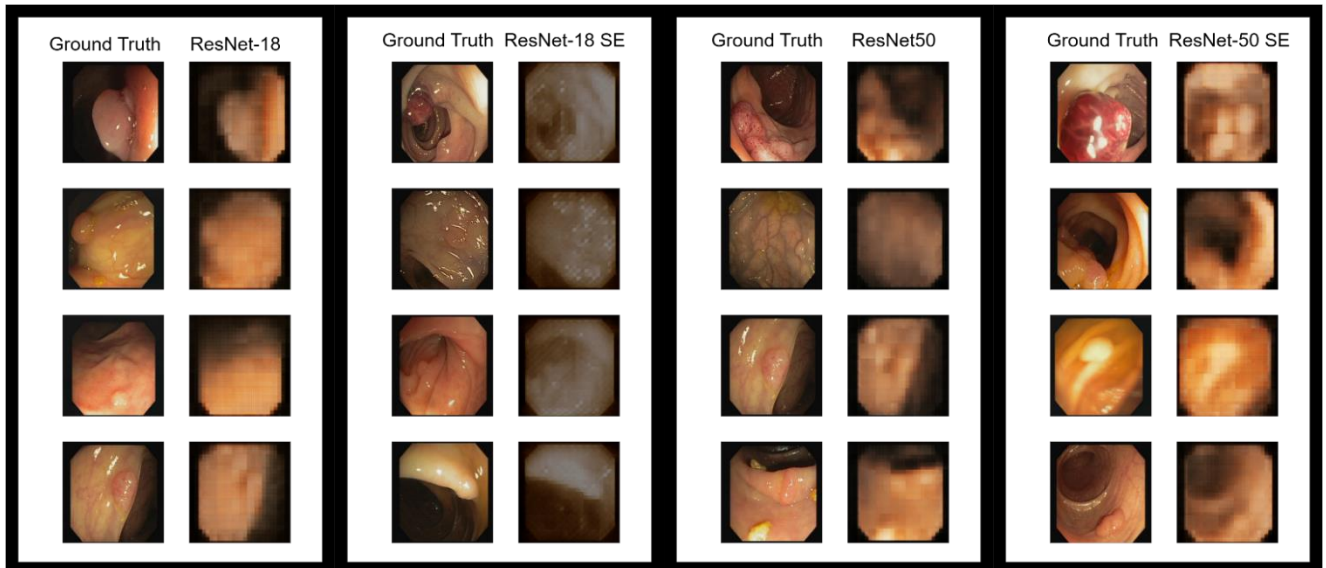 Ground Truth ResNet-18
Ground Truth ResNet-18 SE
Ground Truth ResNet50
Ground Truth ResNet-50 SE